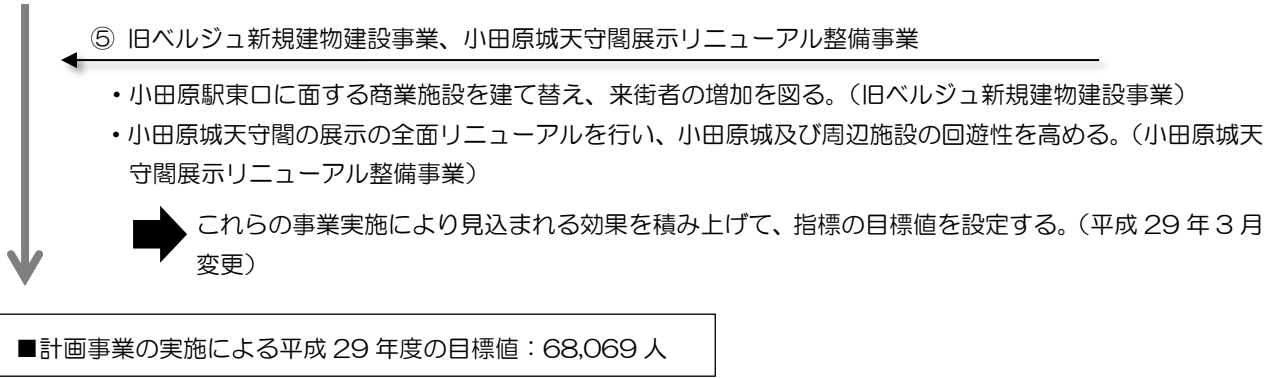 ⑤ 旧ベルジュ新規建物建設事業、小田原城天守閣展示リニューアル整備事業
・小田原駅東口に面する商業施設を建て替え、来街者の増加を図る。（旧ベルジュ新規建物建設事業）
・小田原城天守閣の展示の全面リニューアルを行い、小田原城及び周辺施設の回遊性を高める。（小田原城天
守閣展示リニューアル整備事業）
これらの事業実施により見込まれる効果を積み上げて、指標の目標値を設定する。（平成 29 年 3 月
変更）
■計画事業の実施による平成 29 年度の目標値：68,069 人